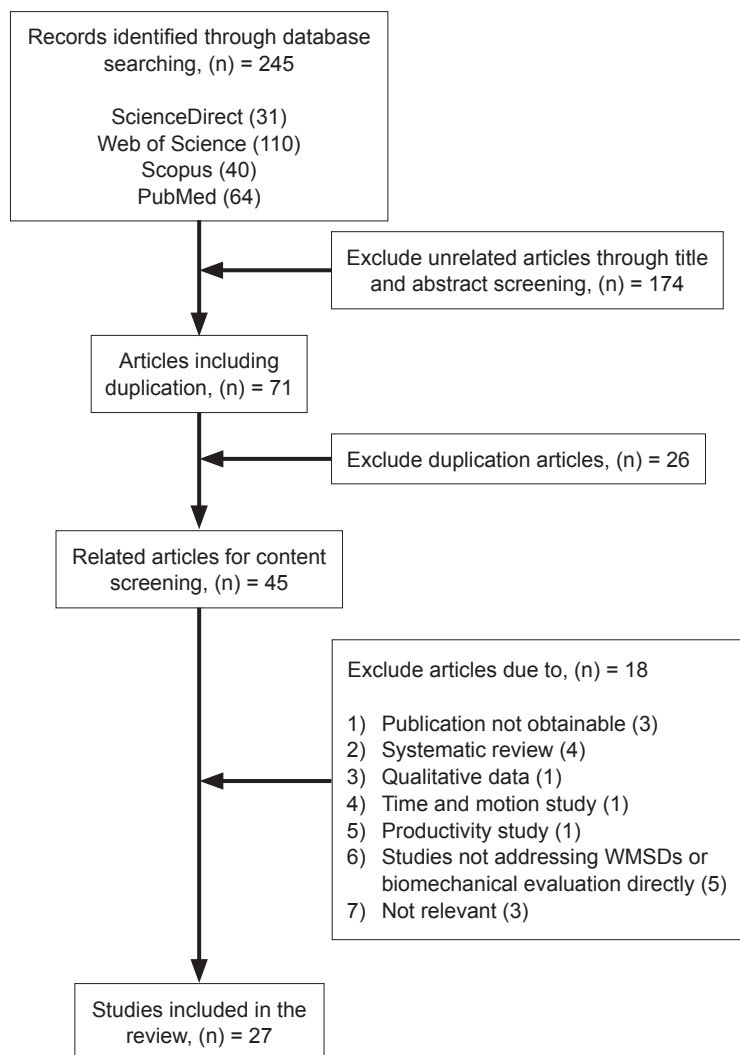 Records identified through database
searching, (n) = 245
ScienceDirect (31)
Web of Science (110)
Scopus (40)
PubMed (64)
Exclude unrelated articles through title
and abstract screening, (n) = 174
Articles including
duplication, (n) = 71
Exclude duplication articles, (n) = 26
Related articles for content
screening, (n) = 45
Exclude articles due to, (n) = 18
1) Publication not obtainable (3)
2) Systematic review (4)
3) Qualitative data (1)
4) Time and motion study (1)
5) Productivity study (1)
6) Studies not addressing WMSDs or
biomechanical evaluation directly (5)
7) Not relevant (3)
Studies included in the
review, (n) = 27